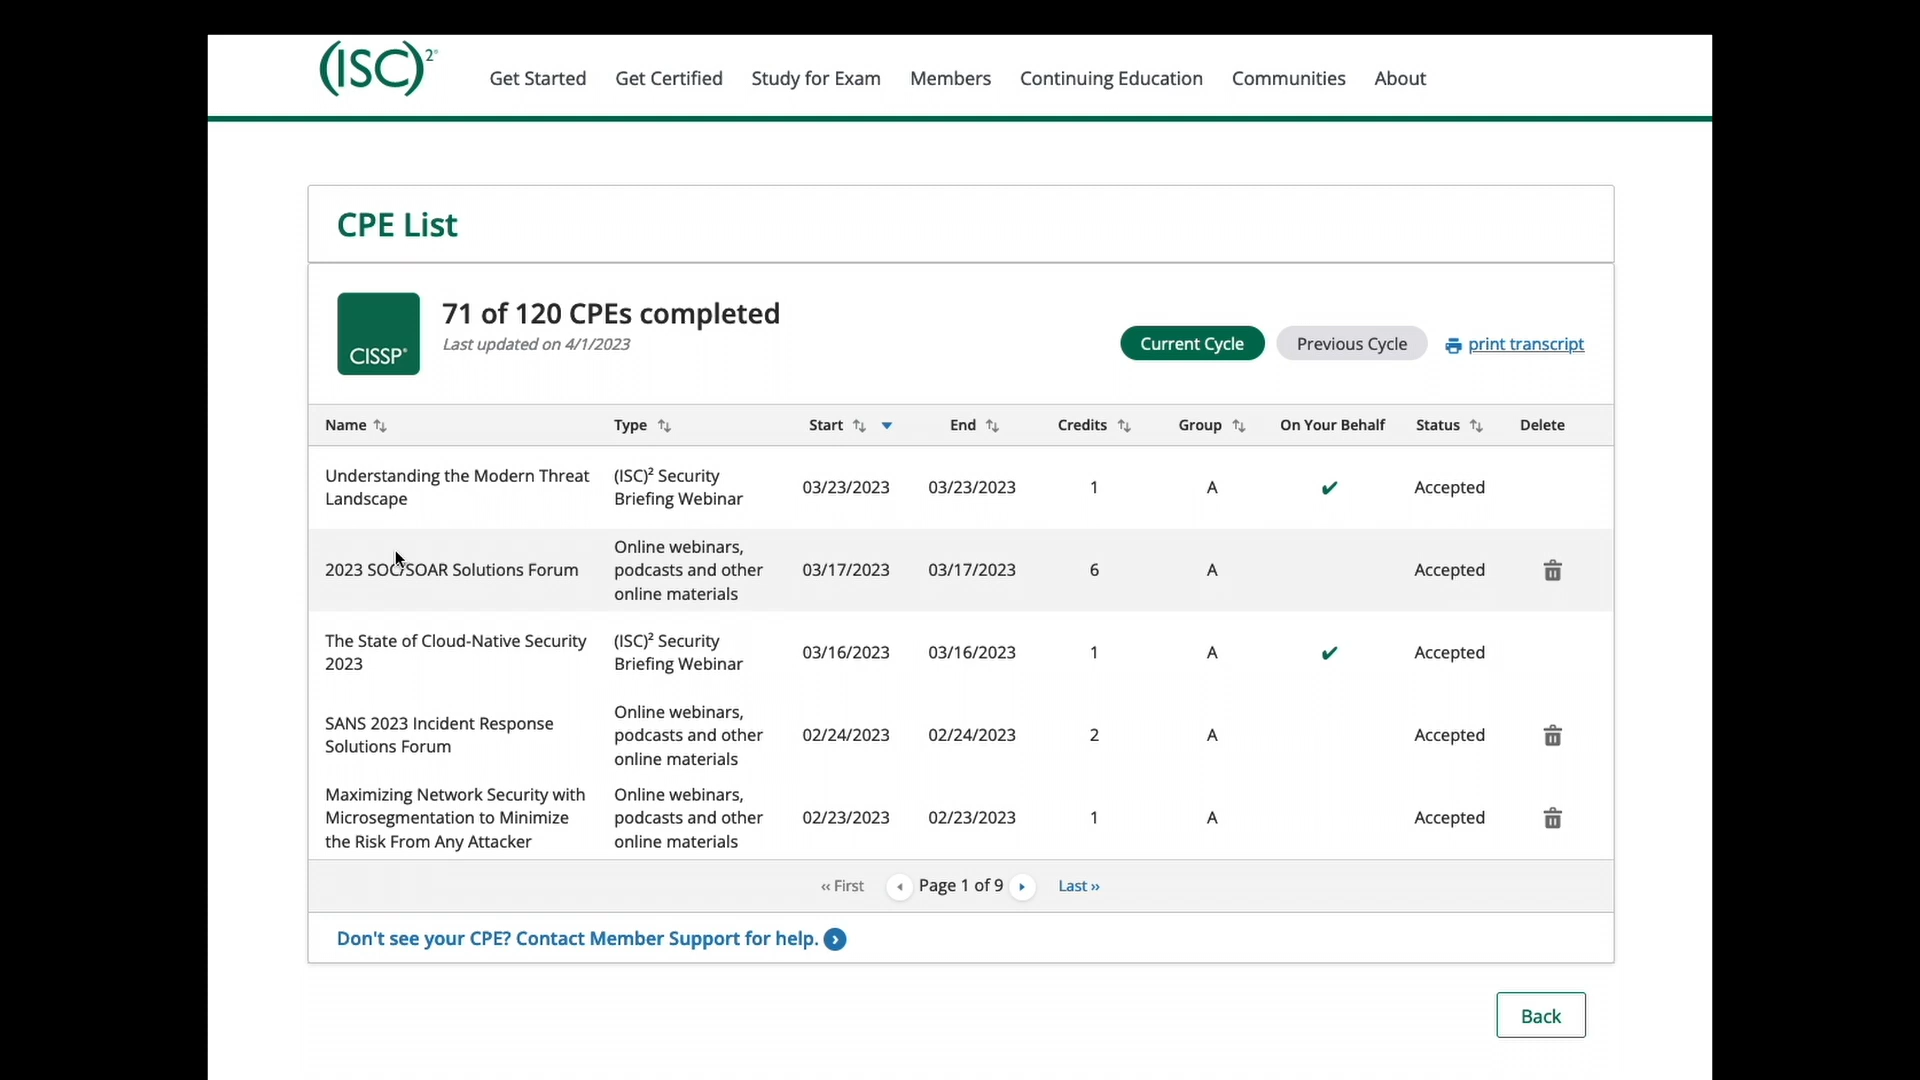 (ISC)²®
Get Started Get Certified Study for Exam Members Continuing Education Communities About
CPE List
CISSP®
71 of 120 CPEs completed
Last updated on 4/1/2023
Current Cycle Previous Cycle print transcript
Name Type Start End Credits Group On Your Behalf Status Delete
Understanding the Modern Threat
Landscape
(ISC)² Security
Briefing Webinar
03/23/2023 03/23/2023 1 A ✔ Accepted
2023 SOC/SOAR Solutions Forum
Online webinars,
podcasts and other
online materials
03/17/2023 03/17/2023 6 A Accepted
The State of Cloud-Native Security
2023
(ISC)² Security
Briefing Webinar
03/16/2023 03/16/2023 1 A ✔ Accepted
SANS 2023 Incident Response
Solutions Forum
Online webinars,
podcasts and other
online materials
02/24/2023 02/24/2023 2 A Accepted
Maximizing Network Security with
Microsegmentation to Minimize
the Risk From Any Attacker
Online webinars,
podcasts and other
online materials
02/23/2023 02/23/2023 1 A Accepted
‹‹ First Page 1 of 9 Last ››
Don't see your CPE? Contact Member Support for help.
Back